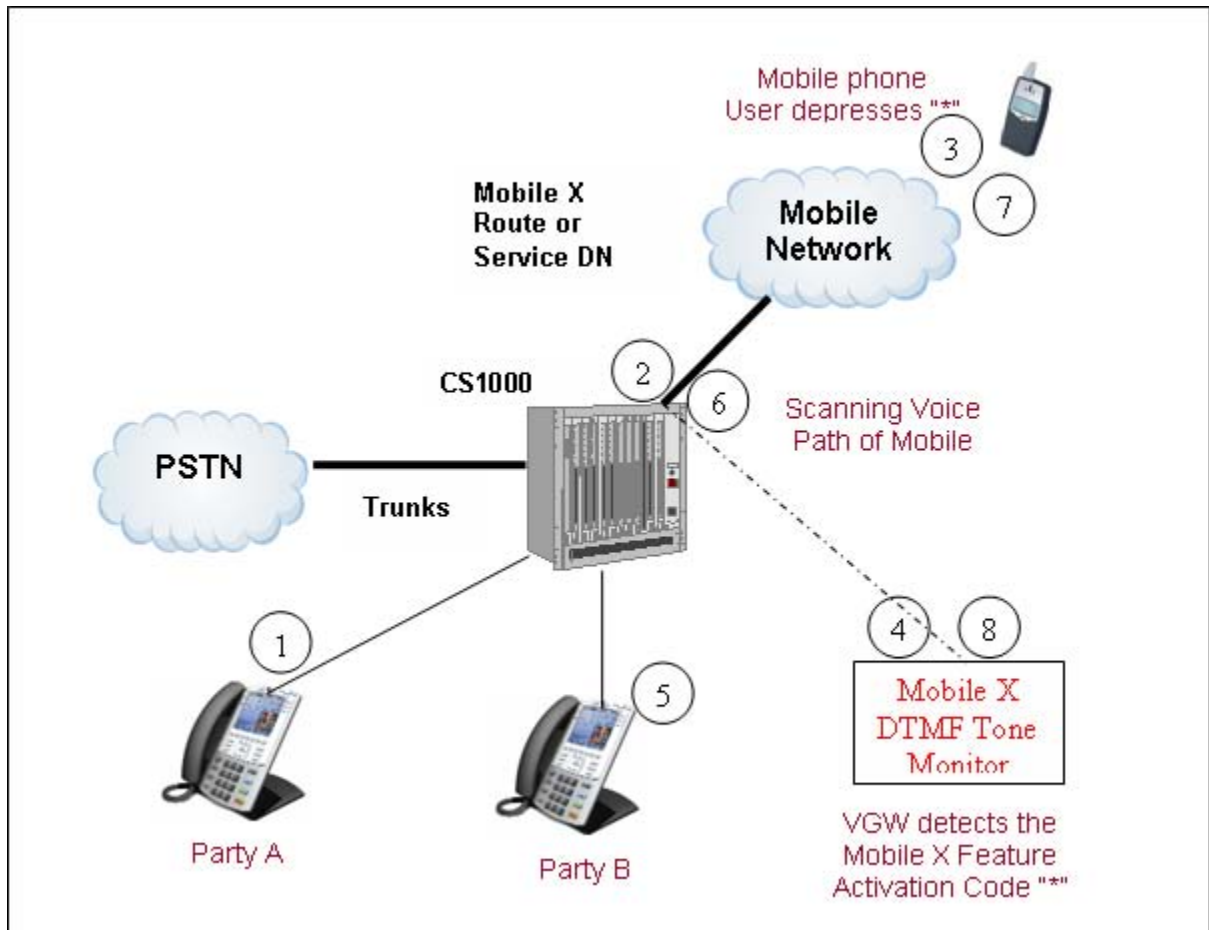 Mobile phone
User depresses "*"
3
7
Mobile X
Route or
Service DN
Mobile
Network
CS1000
2
6
Scanning Voice
Path of Mobile
PSTN
Trunks
1
5
4
8
Mobile X
DTMF Tone
Monitor
Party A
Party B
VGW detects the
Mobile X Feature
Activation Code "*"